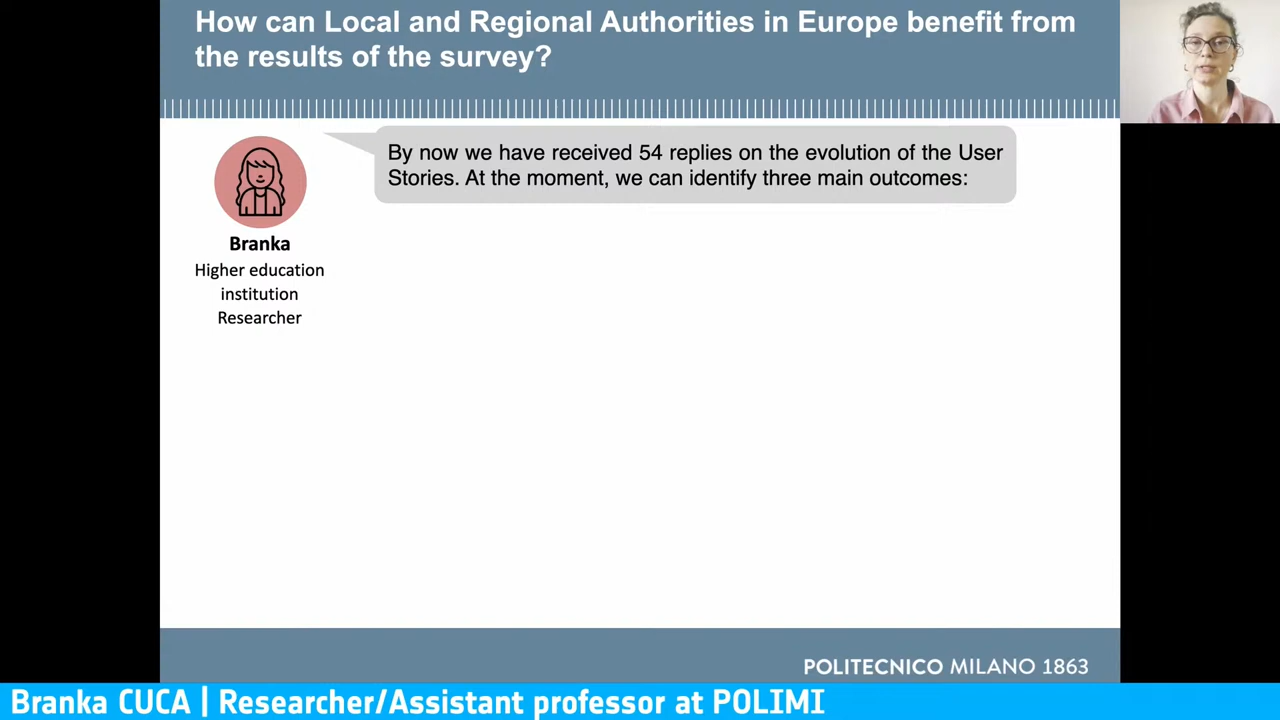 How can Local and Regional Authorities in Europe benefit from
the results of the survey?
By now we have received 54 replies on the evolution of the User
Stories. At the moment, we can identify three main outcomes:
Branka
Higher education
institution
Researcher
POLITECNICO MILANO 1863
Branka CUCA | Researcher/Assistant professor at POLIMI